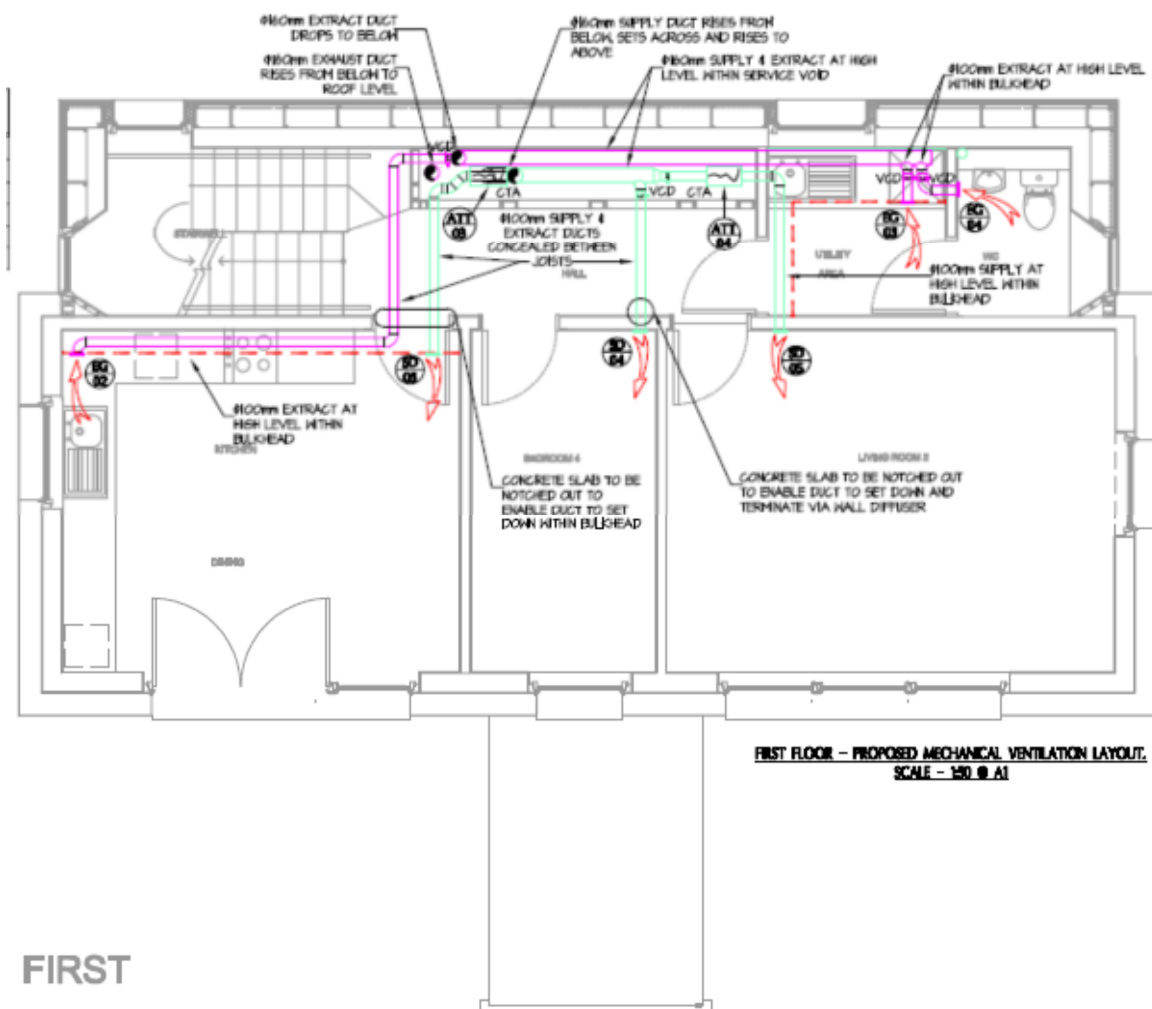 Ø160mm EXTRACT DUCT
DROPS TO BELOW
Ø160mm EXHAUST DUCT
RISES FROM BELOW TO
ROOF LEVEL
Ø160mm SUPPLY DUCT RISES FROM
BELOW, SETS ACROSS AND RISES TO
ABOVE
Ø160mm SUPPLY & EXTRACT AT HIGH
LEVEL WITHIN SERVICE VOID
Ø100mm EXTRACT AT HIGH LEVEL
WITHIN BULKHEAD
VCD
CTA
VCD
CTA
VCD
VCD
ATT
03
ATT
04
EG
03
EG
04
Ø100mm SUPPLY &
EXTRACT DUCTS
CONCEALED BETWEEN
JOISTS
STAIRWELL
HALL
UTILITY
AREA
WC
Ø100mm SUPPLY AT
HIGH LEVEL WITHIN
BULKHEAD
EG
02
SD
03
SD
04
SD
05
Ø100mm EXTRACT AT
HIGH LEVEL WITHIN
BULKHEAD
KITCHEN
BEDROOM 4
LIVING ROOM 2
CONCRETE SLAB TO BE
NOTCHED OUT TO
ENABLE DUCT TO SET
DOWN WITHIN BULKHEAD
CONCRETE SLAB TO BE NOTCHED OUT
TO ENABLE DUCT TO SET DOWN AND
TERMINATE VIA WALL DIFFUSER
DINING
FIRST FLOOR - PROPOSED MECHANICAL VENTILATION LAYOUT.
SCALE - 1:50 @ A1
FIRST